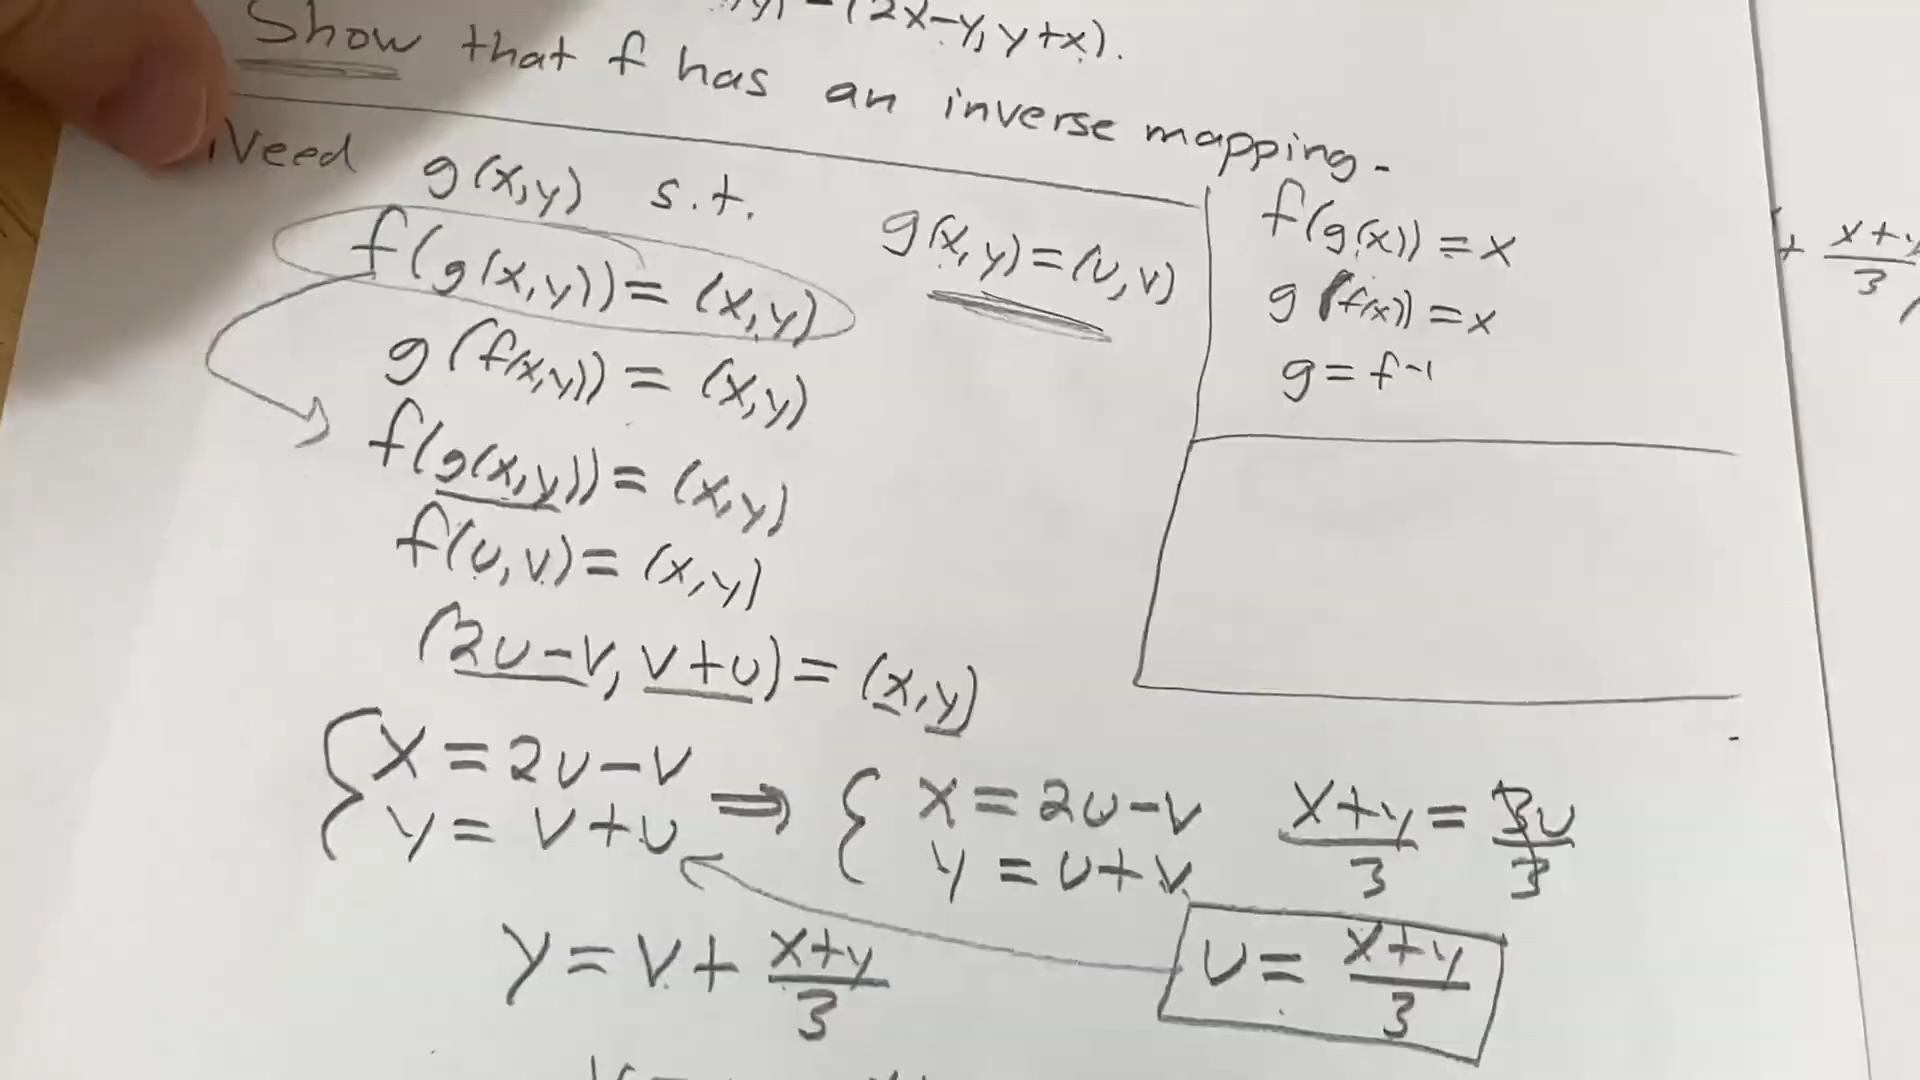 y) = (2x-y, y+x).
Show that f has an inverse mapping.
Need g(x,y) s.t. g(x,y) = (u,v)
f(g(x,y)) = (x,y)
g(f(x,y)) = (x,y)
f(g(x,y)) = (x,y)
f(u,v) = (x,y)
(2u-v, v+u) = (x,y)
{x = 2u-v
y = v+u
⇒ {x = 2u-v
y = u+v
x+y/3 = 3u/3
u = x+y/3
y = v + x+y/3
f(g(x)) = x
g(f(x)) = x
g = f-1
+ x+y/3